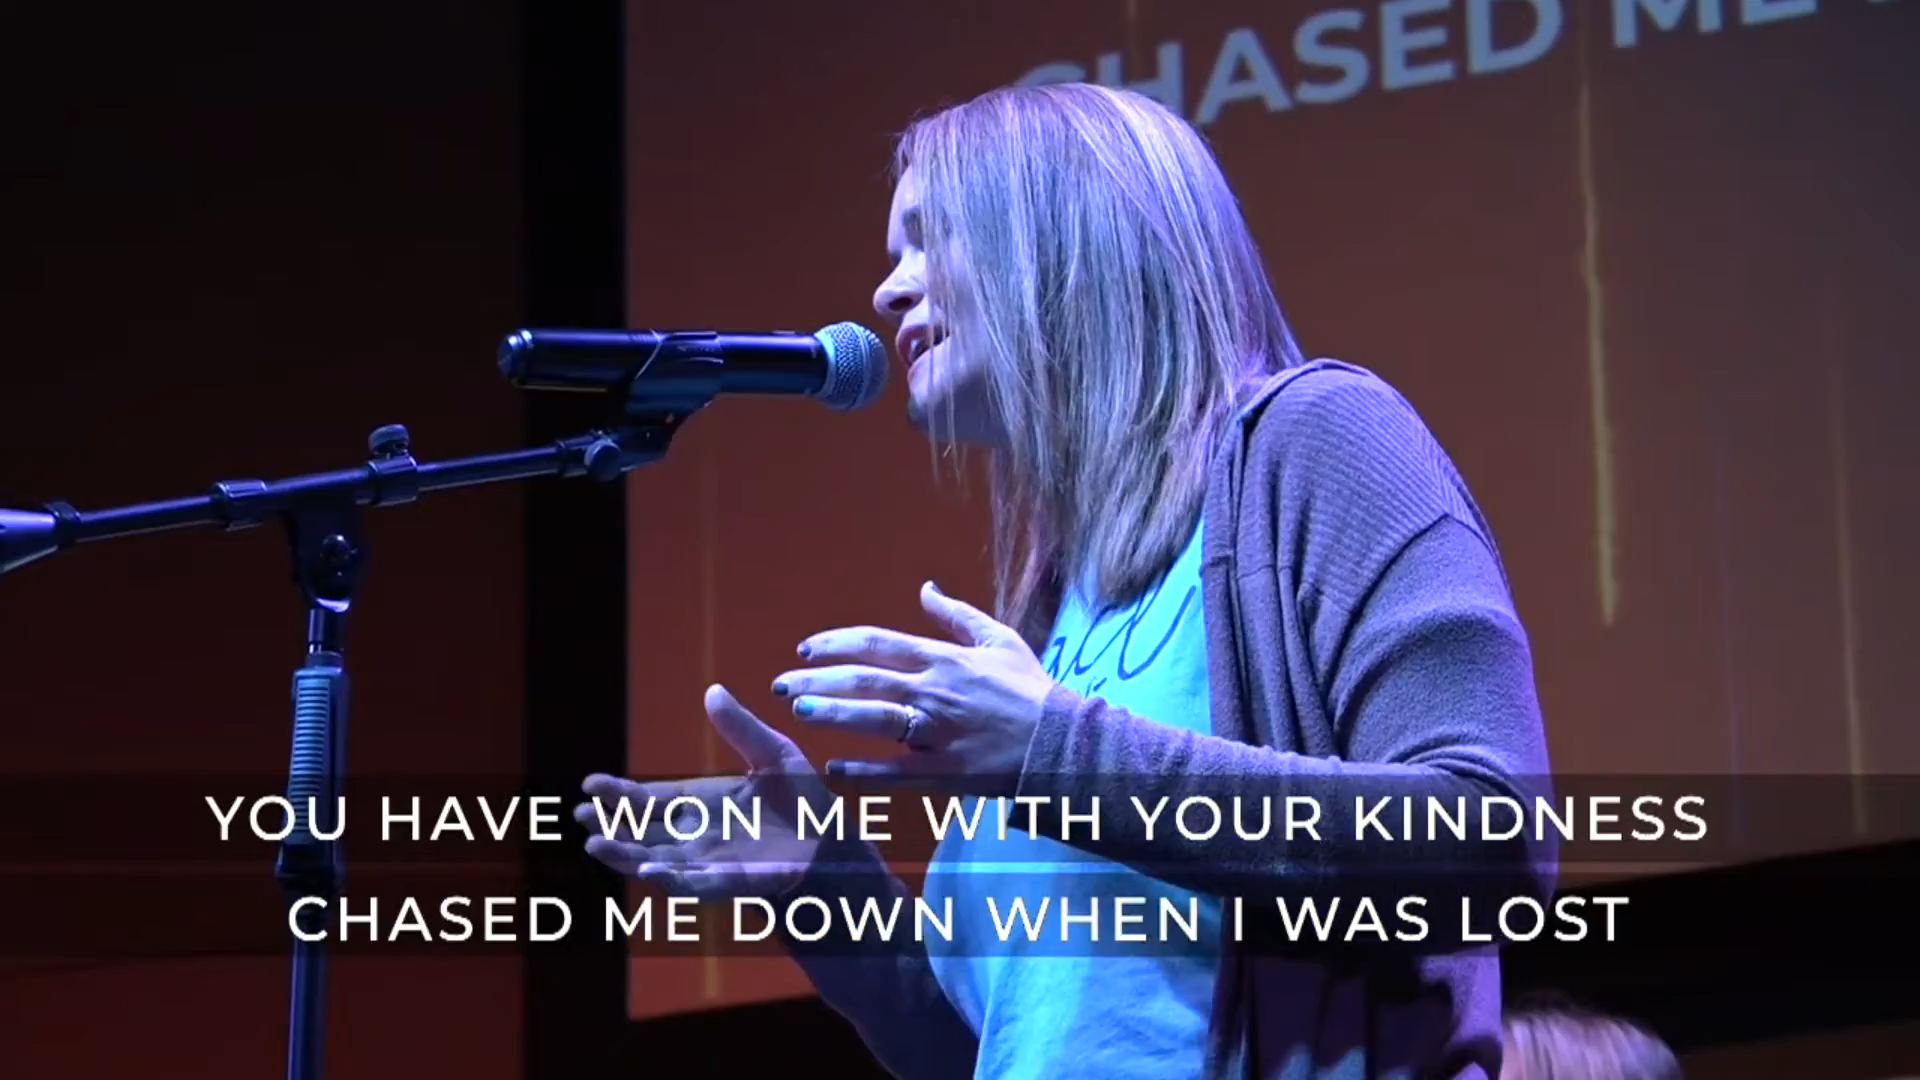 CHASED ME
YOU HAVE WON ME WITH YOUR KINDNESS
CHASED ME DOWN WHEN I WAS LOST